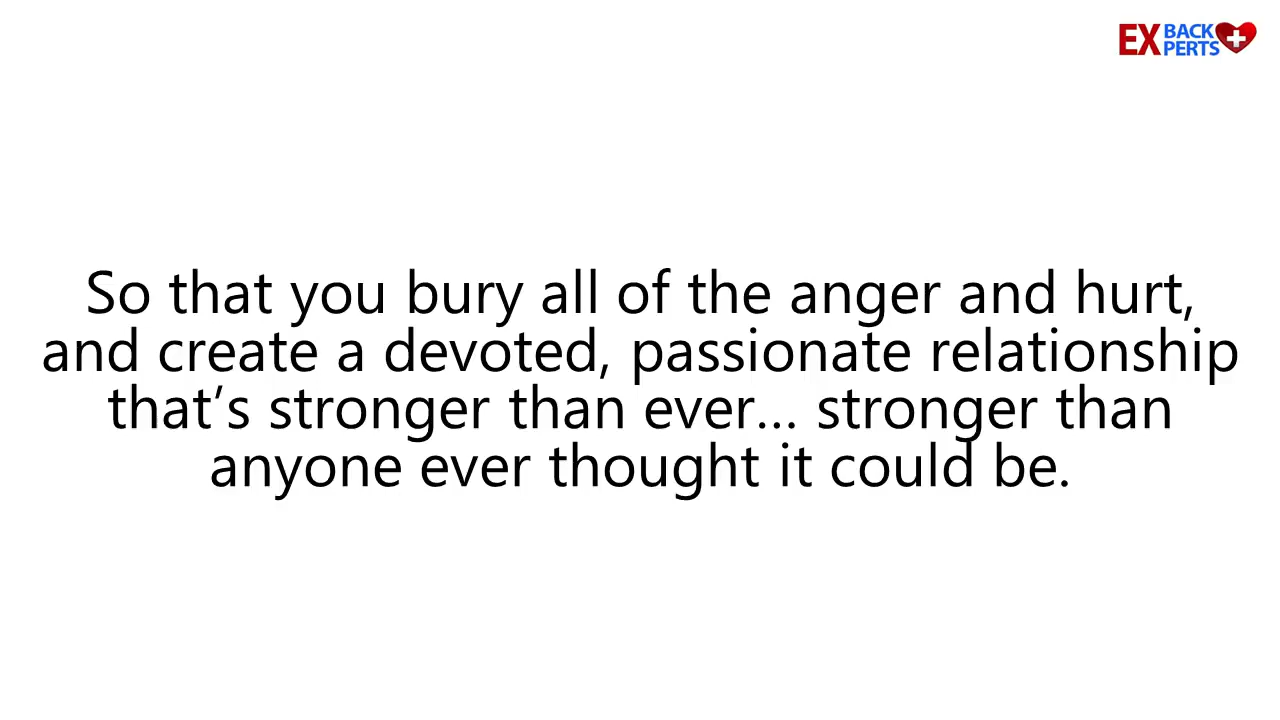 EX BACK
PERTS
So that you bury all of the anger and hurt,
and create a devoted, passionate relationship
that’s stronger than ever... stronger than
anyone ever thought it could be.